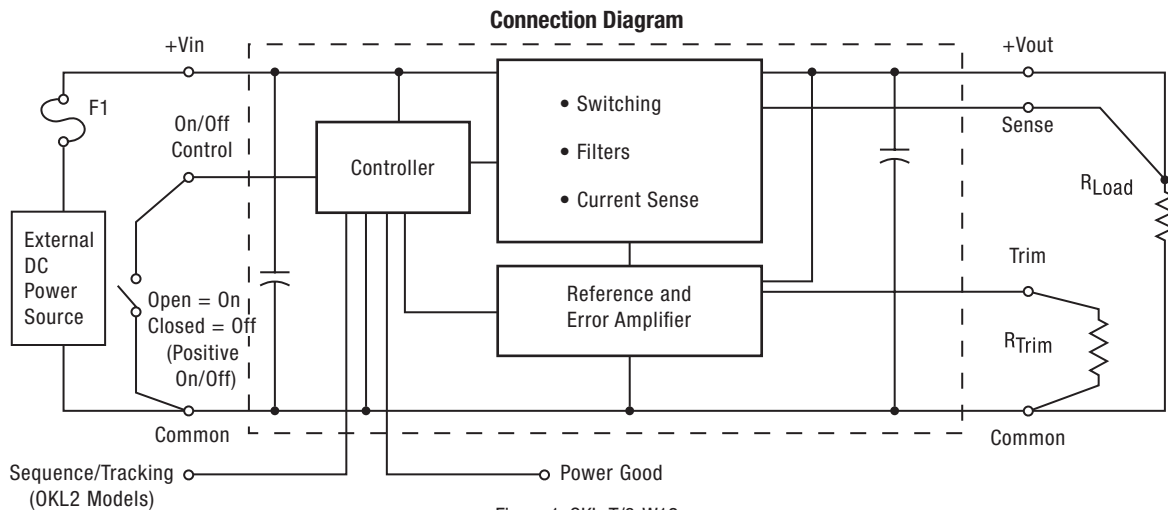 Connection Diagram
+Vin
+Vout
F1
On/Off
Control
• Switching
• Filters
• Current Sense
Sense
Controller
RLoad
External
DC
Power
Source
Open = On
Closed = Off
(Positive
On/Off)
Reference and
Error Amplifier
Trim
RTrim
Common
Common
Sequence/Tracking
(OKL2 Models)
Power Good